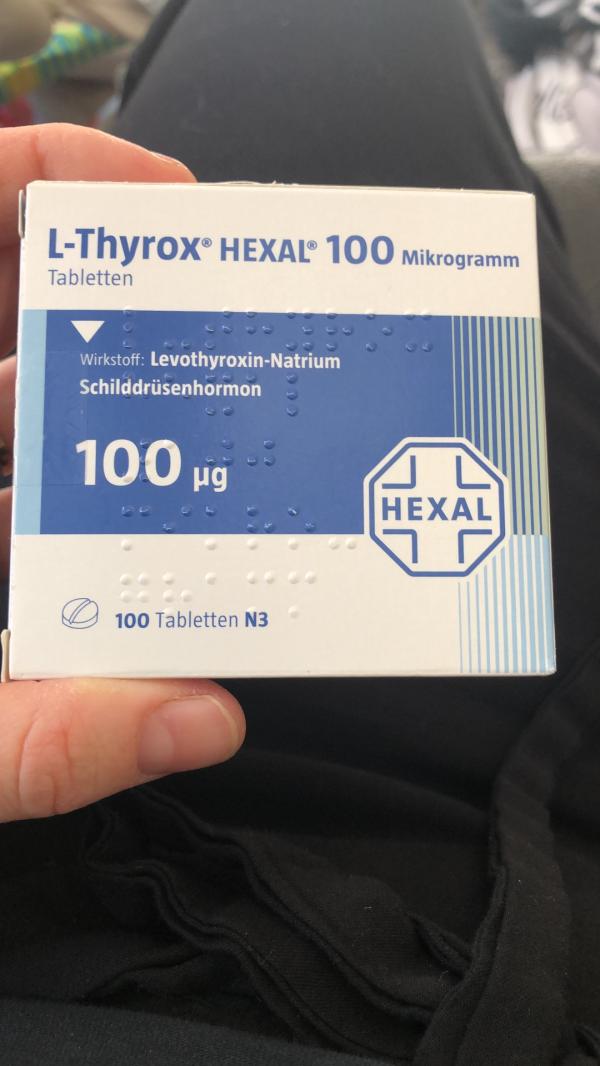 L-Thyrox® HEXAL® 100 Mikrogramm
Tabletten
Wirkstoff: Levothyroxin-Natrium
Schilddrüsenhormon
100 µg
HEXAL
100 Tabletten N3